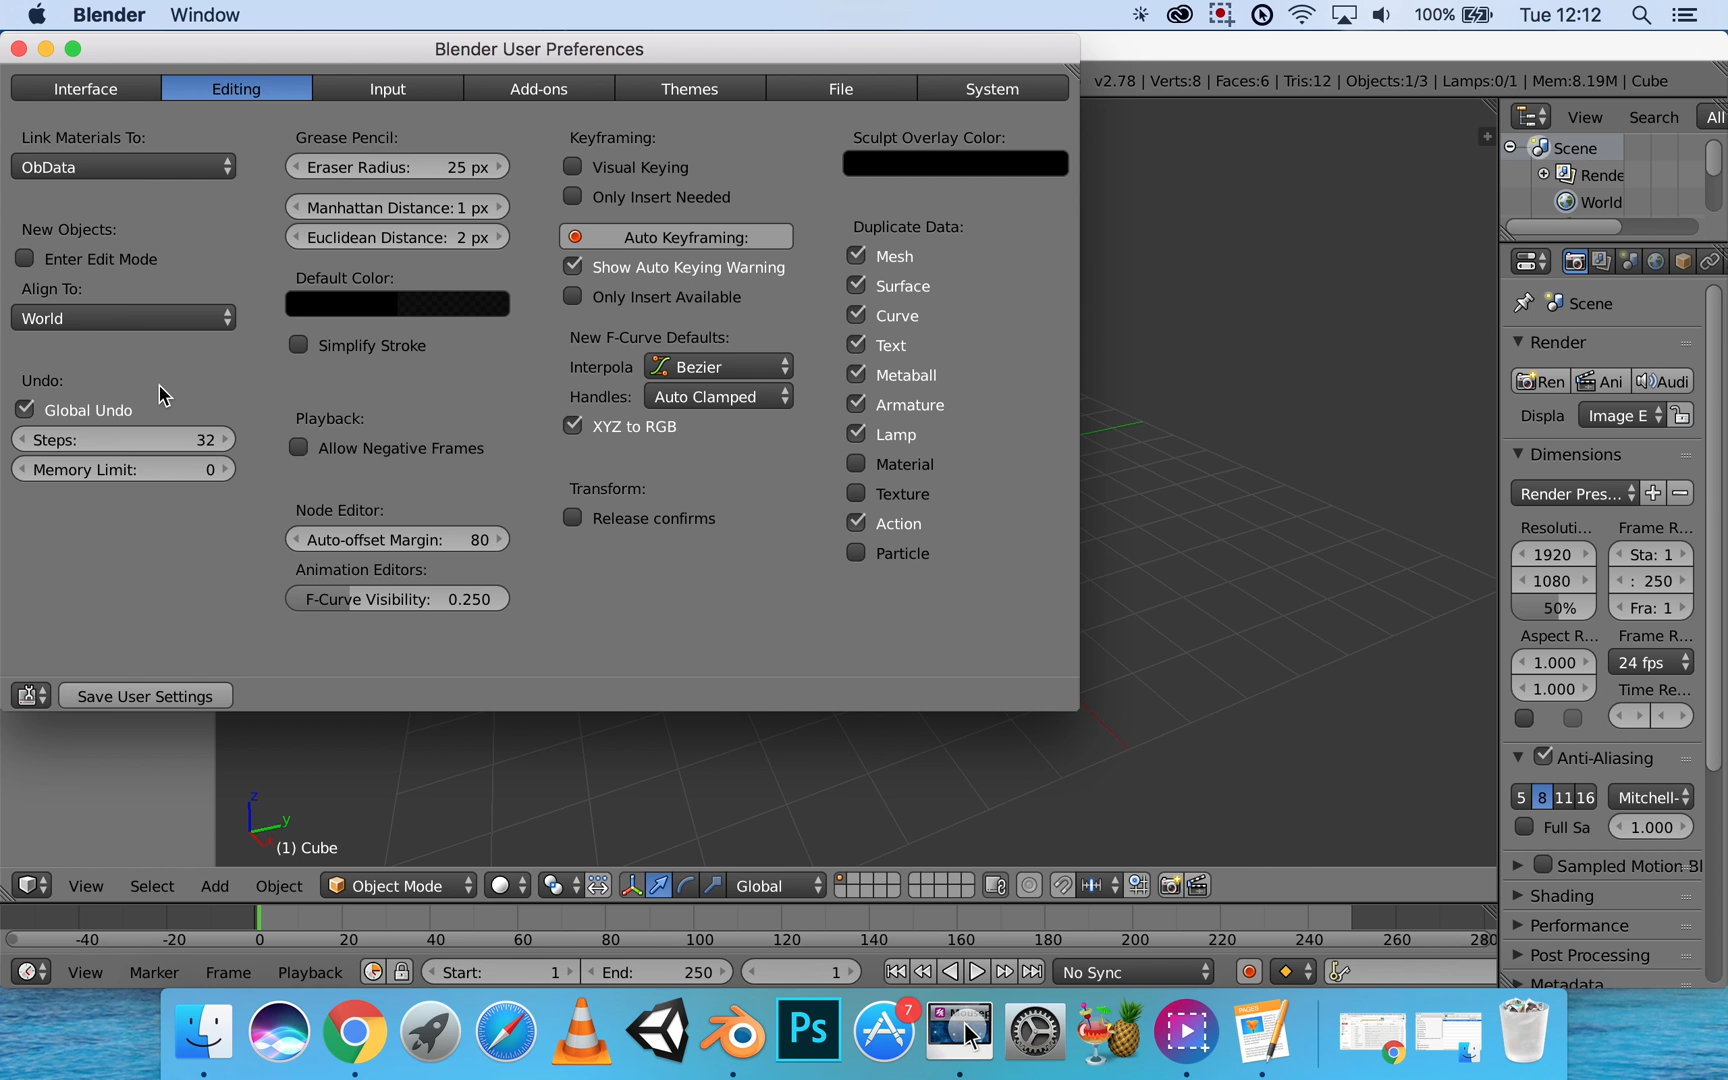 Blender Window 100% Tue 12:12
Blender User Preferences
Interface Editing Input Add-ons Themes File System
v2.78 | Verts:8 | Faces:6 | Tris:12 | Objects:1/3 | Lamps:0/1 | Mem:8.19M | Cube
Link Materials To:
ObData
New Objects:
Enter Edit Mode
Align To:
World
Undo:
Global Undo
Steps: 32
Memory Limit: 0
Grease Pencil:
Eraser Radius: 25 px
Manhattan Distance: 1 px
Euclidean Distance: 2 px
Default Color:
Simplify Stroke
Playback:
Allow Negative Frames
Node Editor:
Auto-offset Margin: 80
Animation Editors:
F-Curve Visibility: 0.250
Keyframing:
Visual Keying
Only Insert Needed
Auto Keyframing:
Show Auto Keying Warning
Only Insert Available
New F-Curve Defaults:
Interpola Bezier
Handles: Auto Clamped
XYZ to RGB
Transform:
Release confirms
Sculpt Overlay Color:
Duplicate Data:
Mesh
Surface
Curve
Text
Metaball
Armature
Lamp
Material
Texture
Action
Particle
Save User Settings
View Search All
Scene
Rende
World
Scene
Render
Ren Ani Audi
Displa Image E
Dimensions
Render Pres...
Resoluti... Frame R...
1920 Sta: 1
1080 : 250
50% Fra: 1
Aspect R... Frame R...
1.000 24 fps
1.000 Time Re...
Anti-Aliasing
5 8 11 16 Mitchell-
Full Sa 1.000
Sampled Motion Bl
Shading
Performance
Post Processing
Metadata
z
y
x
(1) Cube
View Select Add Object Object Mode Global
-40 -20 0 20 40 60 80 100 120 140 160 180 200 220 240 260 280
View Marker Frame Playback Start: 1 End: 250 1 No Sync
Ps
7